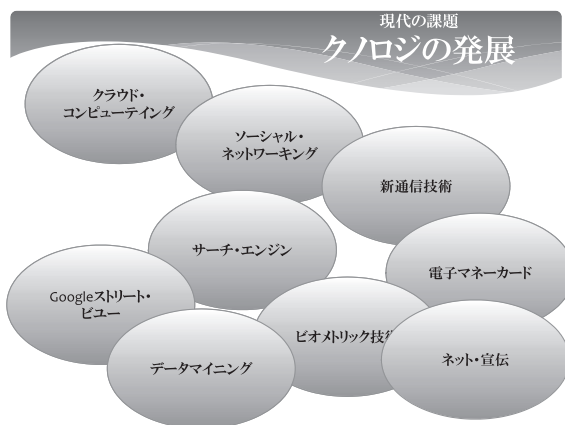 現代の課題
クノロジの発展
クラウド・
コンピューテイング
ソーシャル・
ネットワーキング
新通信技術
サーチ・エンジン
電子マネーカード
Googleストリート・
ビユー
ビオメトリック技術
データマイニング
ネット・宣伝